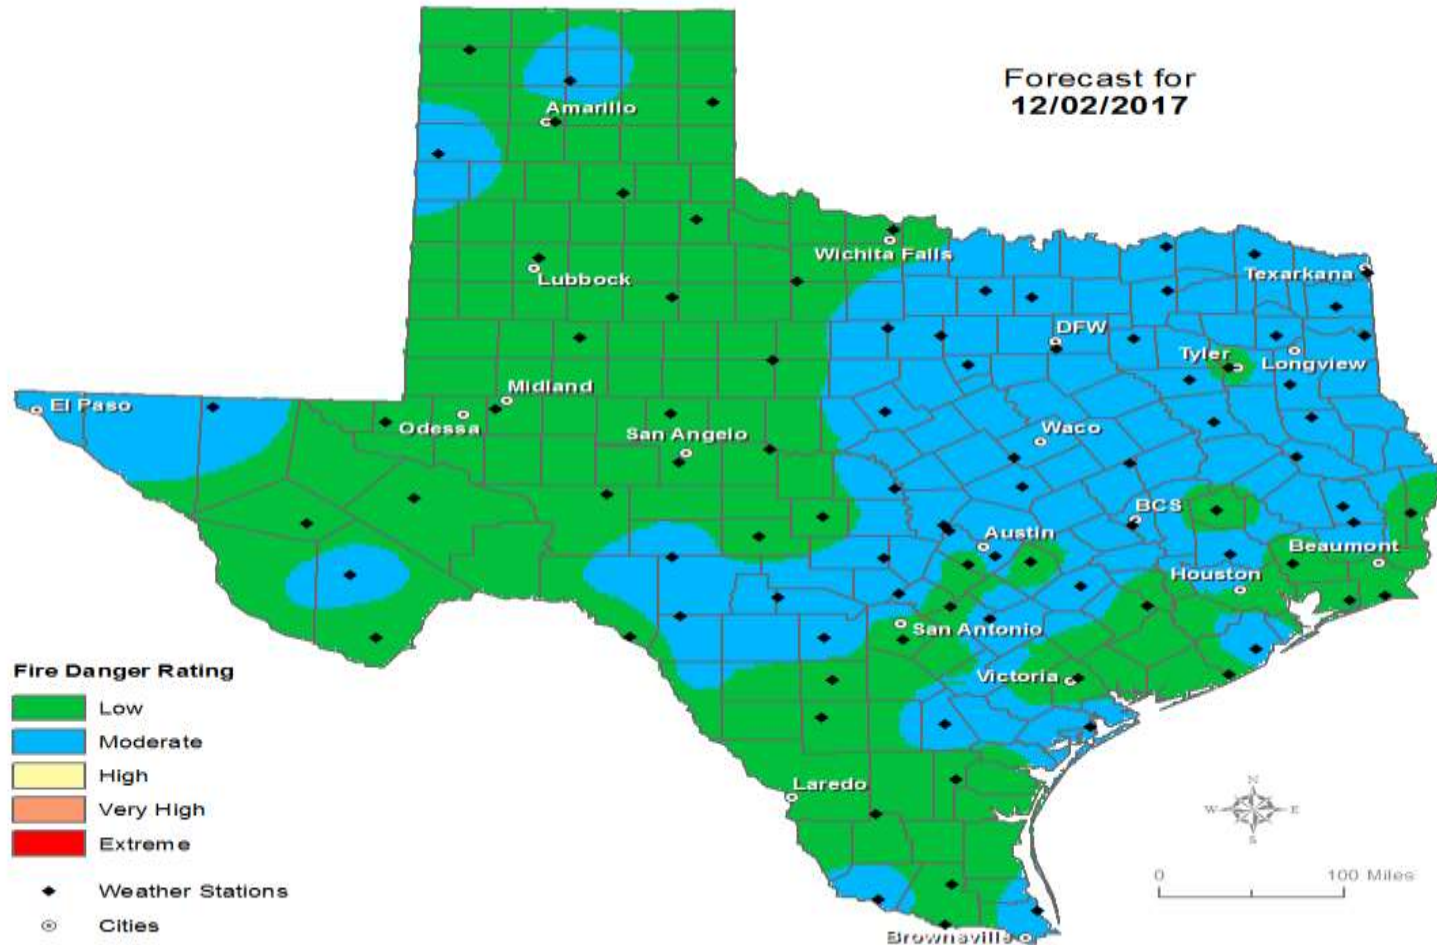 Forecast for
12/02/2017
Amarillo
Wichita Falls
Lubbock
Texarkana
DFW
Tyler
Longview
Midland
El Paso
Odessa
San Angelo
Waco
BCS
Austin
Beaumont
Houston
San Antonio
Victoria
Laredo
Brownsville
Fire Danger Rating
Low
Moderate
High
Very High
Extreme
Weather Stations
Cities
N
W E
S
0 100 Miles